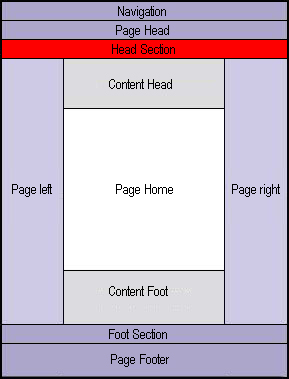 Navigation
Page Head
Head Section
Content Head
Page left
Page Home
Page right
Content Foot
Foot Section
Page Footer